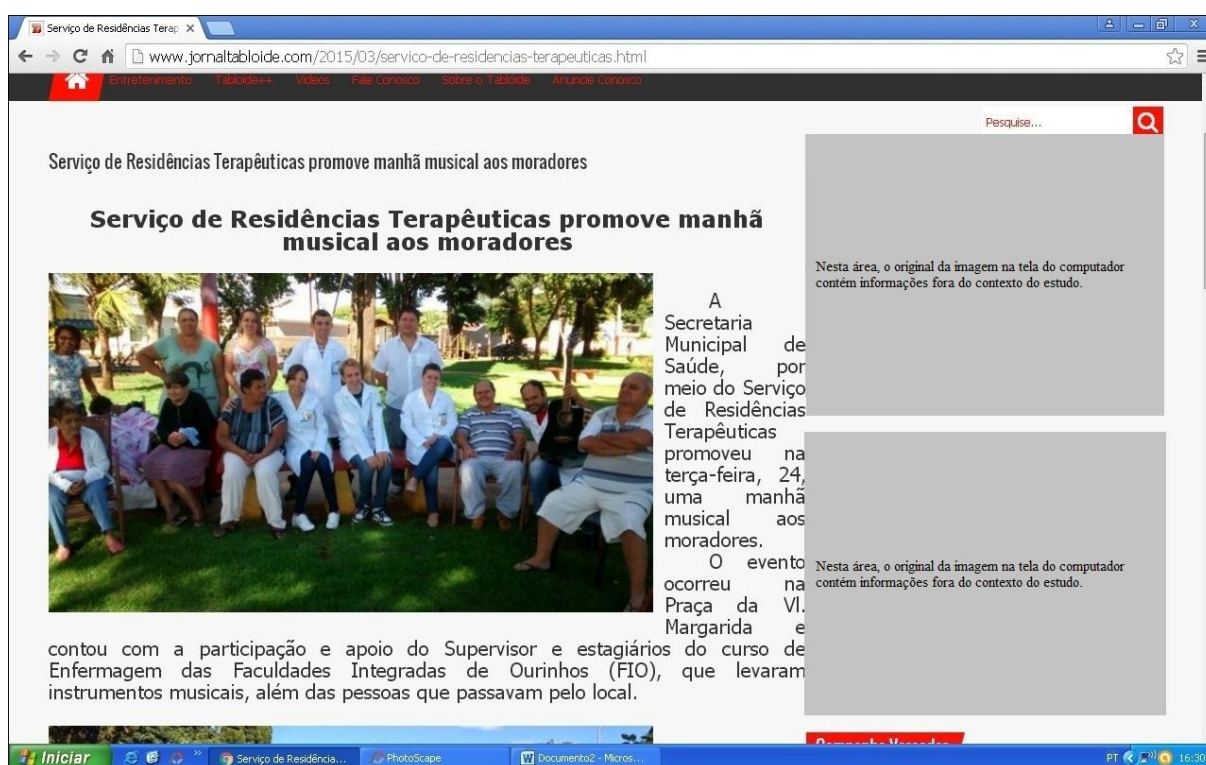 Serviço de Residências Terap
www.jornaltabloide.com/2015/03/servico-de-residencias-terapeuticas.html
Entretenimento Tabloide++ Videos Fale Conosco Sobre o Tablóide Anuncie Conosco
Pesquise...
Serviço de Residências Terapêuticas promove manhã musical aos moradores
Serviço de Residências Terapêuticas promove manhã
musical aos moradores
A
Secretaria
Municipal de
Saúde, por
meio do Serviço
de Residências
Terapêuticas
promoveu na
terça-feira, 24,
uma manhã
musical aos
moradores.
O evento
ocorreu na
Praça da Vl.
Margarida e
contou com a participação e apoio do Supervisor e estagiários do curso de
Enfermagem das Faculdades Integradas de Ourinhos (FIO), que levaram
instrumentos musicais, além das pessoas que passavam pelo local.
Nesta área, o original da imagem na tela do computador
contém informações fora do contexto do estudo.
Nesta área, o original da imagem na tela do computador
contém informações fora do contexto do estudo.
Iniciar
Serviço de Residência...
PhotoScape
Documento2 - Micros...
PT
16:30